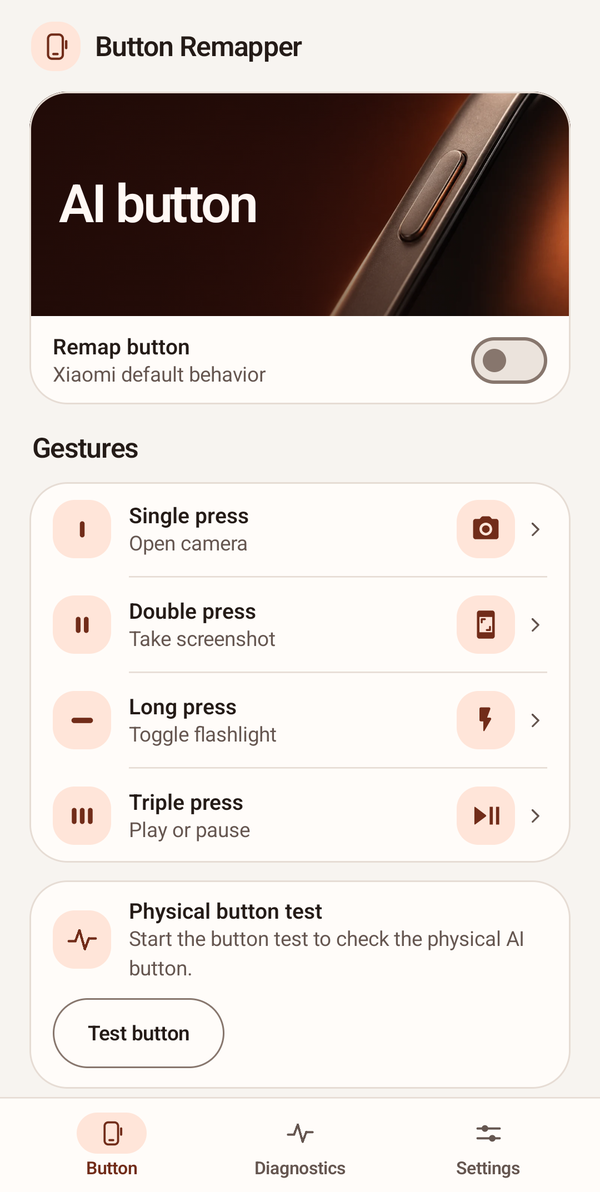 Button Remapper
AI button
Remap button
Xiaomi default behavior
Gestures
Single press
Open camera
Double press
Take screenshot
Long press
Toggle flashlight
Triple press
Play or pause
Physical button test
Start the button test to check the physical AI
button.
Test button
Button
Diagnostics
Settings